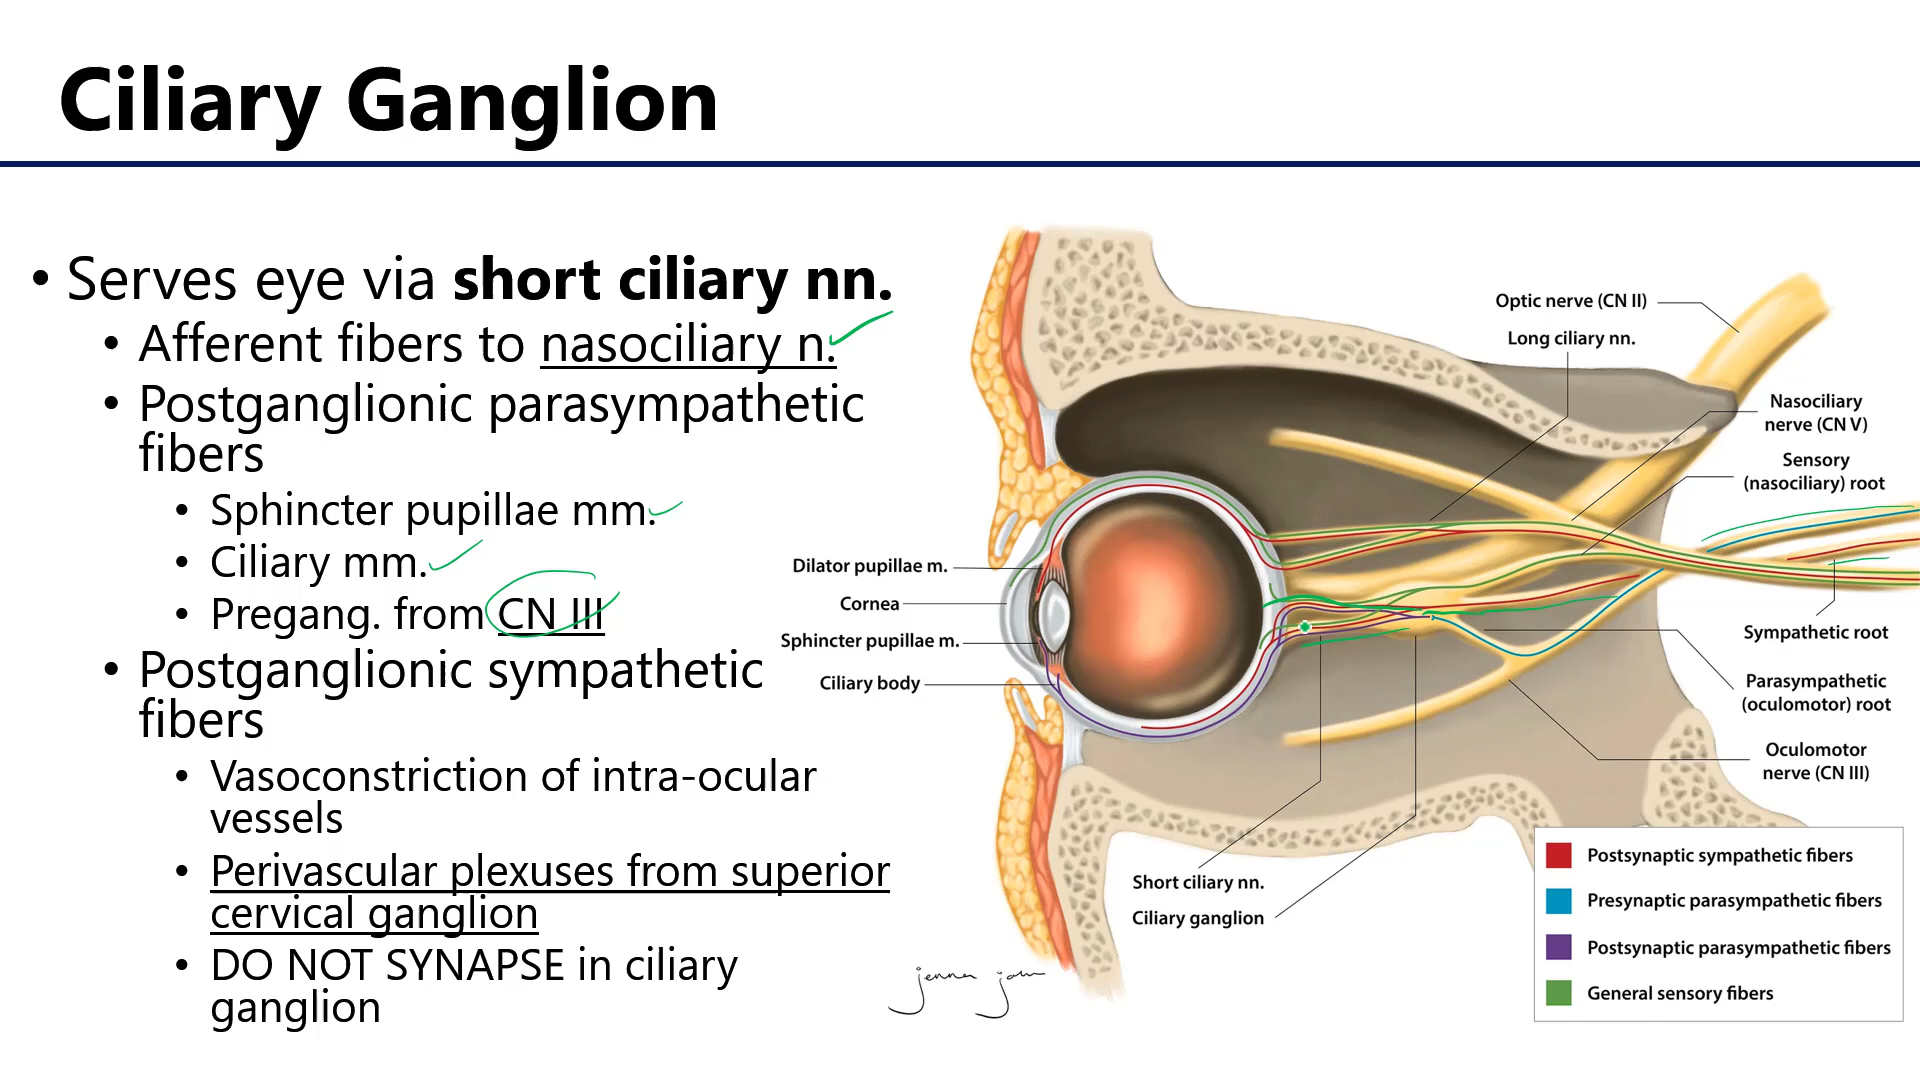 Ciliary Ganglion
• Serves eye via short ciliary nn.
• Afferent fibers to nasociliary n.
• Postganglionic parasympathetic
fibers
• Sphincter pupillae mm.
• Ciliary mm.
• Pregang. from CN III
• Postganglionic sympathetic
fibers
• Vasoconstriction of intra-ocular
vessels
• Perivascular plexuses from superior
cervical ganglion
• DO NOT SYNAPSE in ciliary
ganglion
Optic nerve (CN II)
Long ciliary nn.
Nasociliary
nerve (CN V)
Sensory
(nasociliary) root
Dilator pupillae m.
Cornea
Sphincter pupillae m.
Ciliary body
Sympathetic root
Parasympathetic
(oculomotor) root
Oculomotor
nerve (CN III)
Short ciliary nn.
Ciliary ganglion
Postsynaptic sympathetic fibers
Presynaptic parasympathetic fibers
Postsynaptic parasympathetic fibers
General sensory fibers